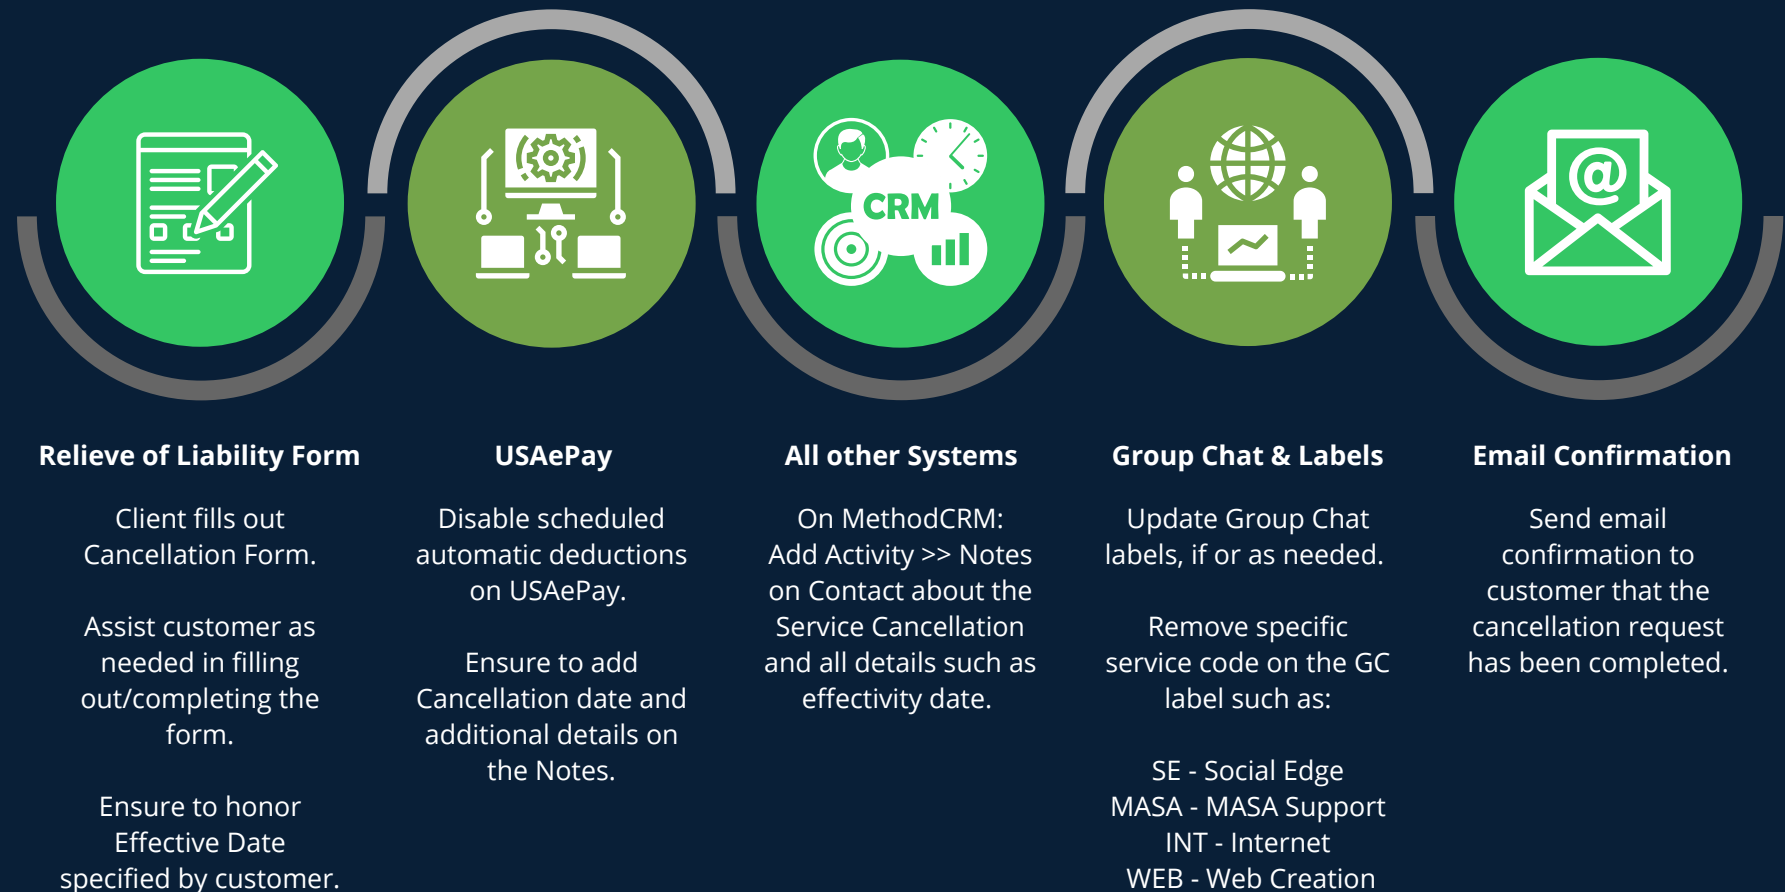 CRM
@
Relieve of Liability Form
Client fills out
Cancellation Form.
Assist customer as
needed in filling
out/completing the
form.
Ensure to honor
Effective Date
specified by customer.
USAePay
Disable scheduled
automatic deductions
on USAePay.
Ensure to add
Cancellation date and
additional details on
the Notes.
All other Systems
On MethodCRM:
Add Activity >> Notes
on Contact about the
Service Cancellation
and all details such as
effectivity date.
Group Chat & Labels
Update Group Chat
labels, if or as needed.
Remove specific
service code on the GC
label such as:
SE - Social Edge
MASA - MASA Support
INT - Internet
WEB - Web Creation
Email Confirmation
Send email
confirmation to
customer that the
cancellation request
has been completed.